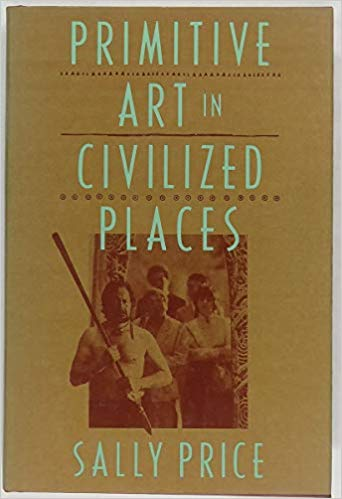 PRIMITIVE
ART IN
CIVILIZED
PLACES
SALLY PRICE